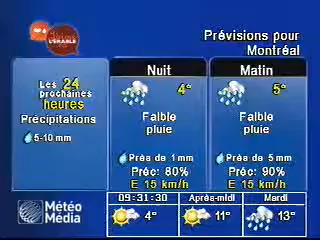 Prévisions pour
Montréal
Les 24
prochaines
heures
Précipitations
5-10 mm
Nuit
4°
Faible
pluie
Près de 1 mm
Préc: 80%
E 15 km/h
Matin
5°
Faible
pluie
Près de 5 mm
Préc: 90%
E 15 km/h
Météo
Média
09:31:30
4°
Après-midi
11°
Mardi
13°